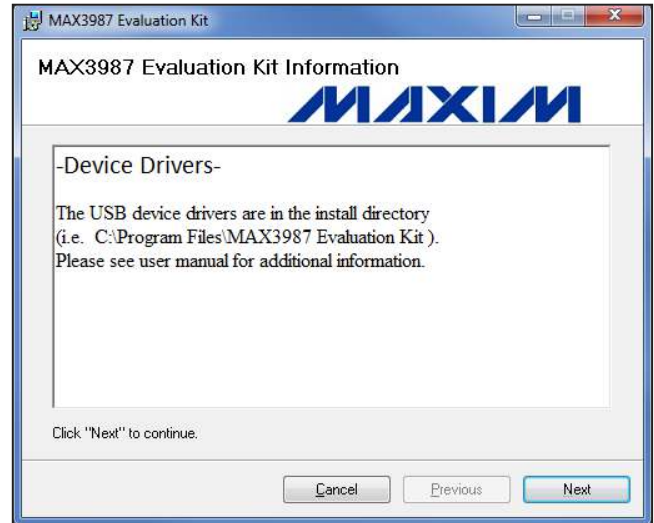 MAX3987 Evaluation Kit
MAX3987 Evaluation Kit Information
MAXIM
-Device Drivers-
The USB device drivers are in the install directory
(i.e. C:\Program Files\MAX3987 Evaluation Kit ).
Please see user manual for additional information.
Click "Next" to continue.
Cancel
Previous
Next